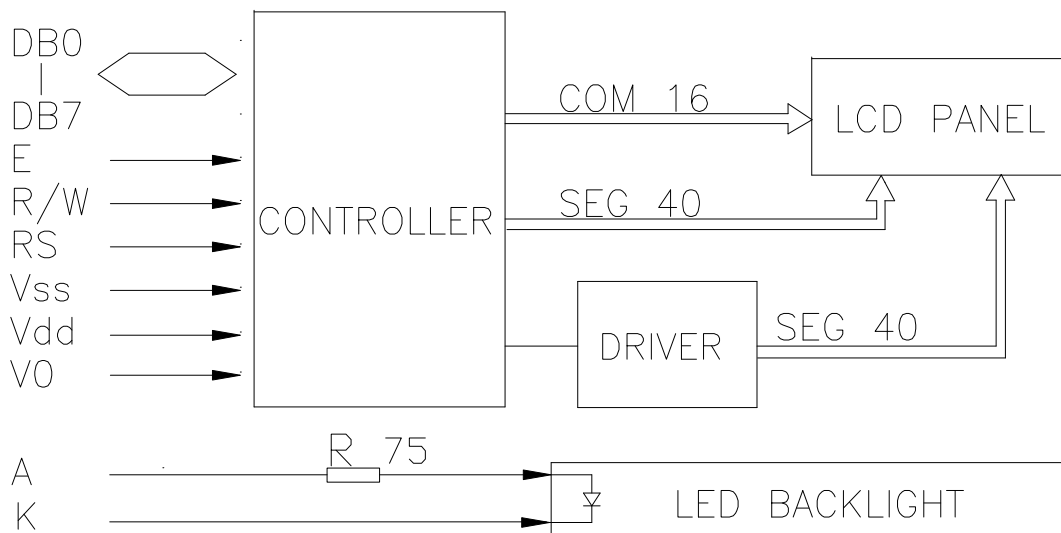 DB0
DB7
E
R/W
RS
Vss
Vdd
V0
A
K
CONTROLLER
COM 16
SEG 40
LCD PANEL
DRIVER
SEG 40
R 75
LED BACKLIGHT